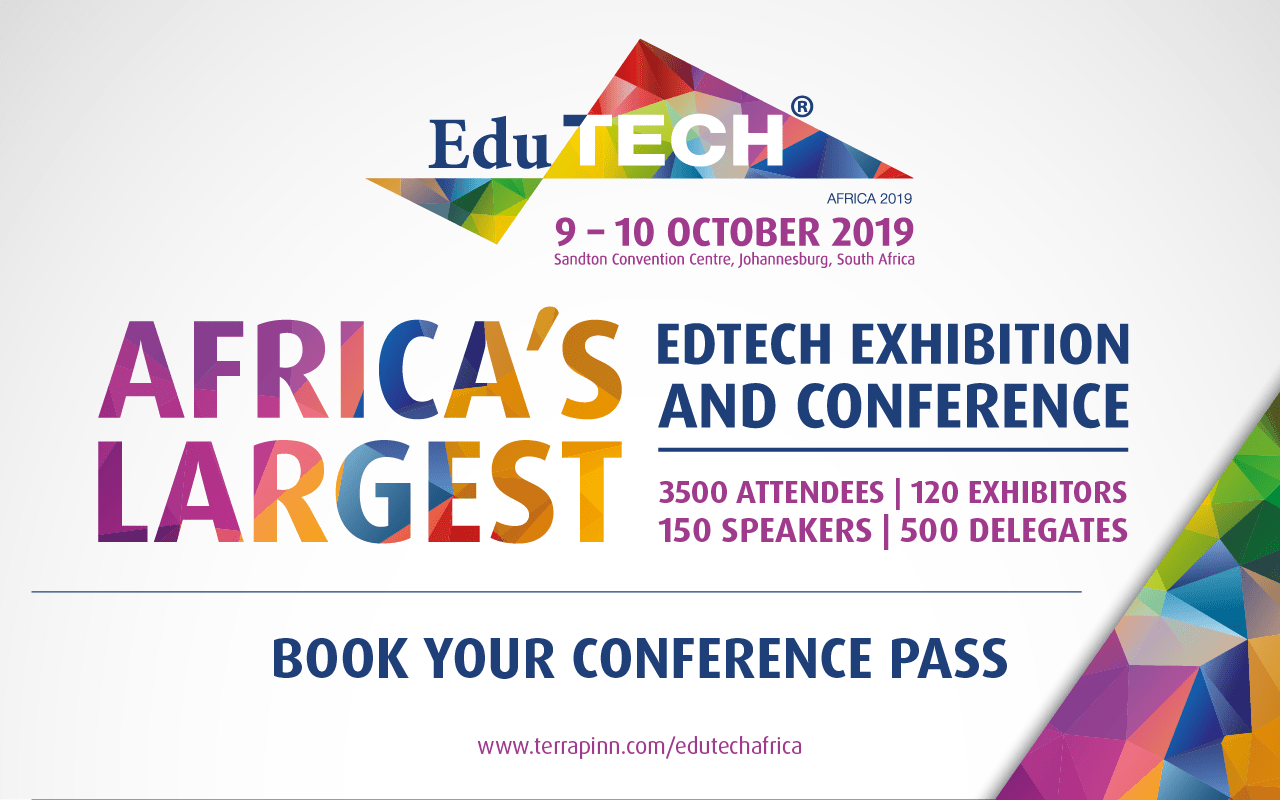 EduTECH®
AFRICA 2019
9 – 10 OCTOBER 2019
Sandton Convention Centre, Johannesburg, South Africa
AFRICA'S
LARGEST
EDTECH EXHIBITION
AND CONFERENCE
3500 ATTENDEES | 120 EXHIBITORS
150 SPEAKERS | 500 DELEGATES
BOOK YOUR CONFERENCE PASS
www.terrapinn.com/edutechafrica